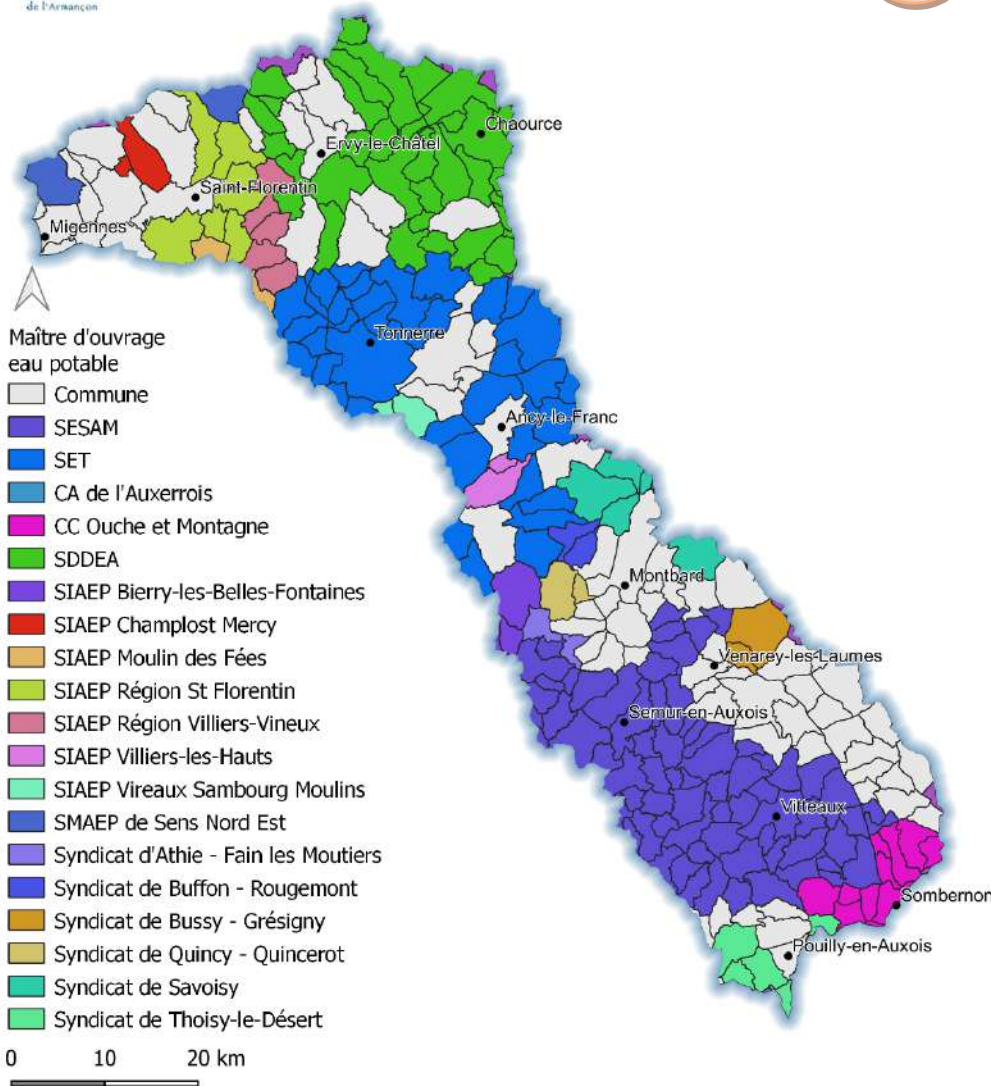 de l'Armançon
Chaource
Ervy-le-Châtel
Saint-Florentin
Migennes
Tonnerre
Ancy-le-Franc
Montbard
Venarey-les-Laumes
Semur-en-Auxois
Vitteaux
Sombernon
Pouilly-en-Auxois
Maître d'ouvrage
eau potable
Commune
SESAM
SET
CA de l'Auxerrois
CC Ouche et Montagne
SDDEA
SIAEP Bierry-les-Belles-Fontaines
SIAEP Champlost Mercy
SIAEP Moulin des Fées
SIAEP Région St Florentin
SIAEP Région Villiers-Vineux
SIAEP Villiers-les-Hauts
SIAEP Vireaux Sambourg Moulins
SMAEP de Sens Nord Est
Syndicat d'Athie - Fain les Moutiers
Syndicat de Buffon - Rougemont
Syndicat de Bussy - Grésigny
Syndicat de Quincy - Quincerot
Syndicat de Savoisy
Syndicat de Thoisy-le-Désert
0 10 20 km